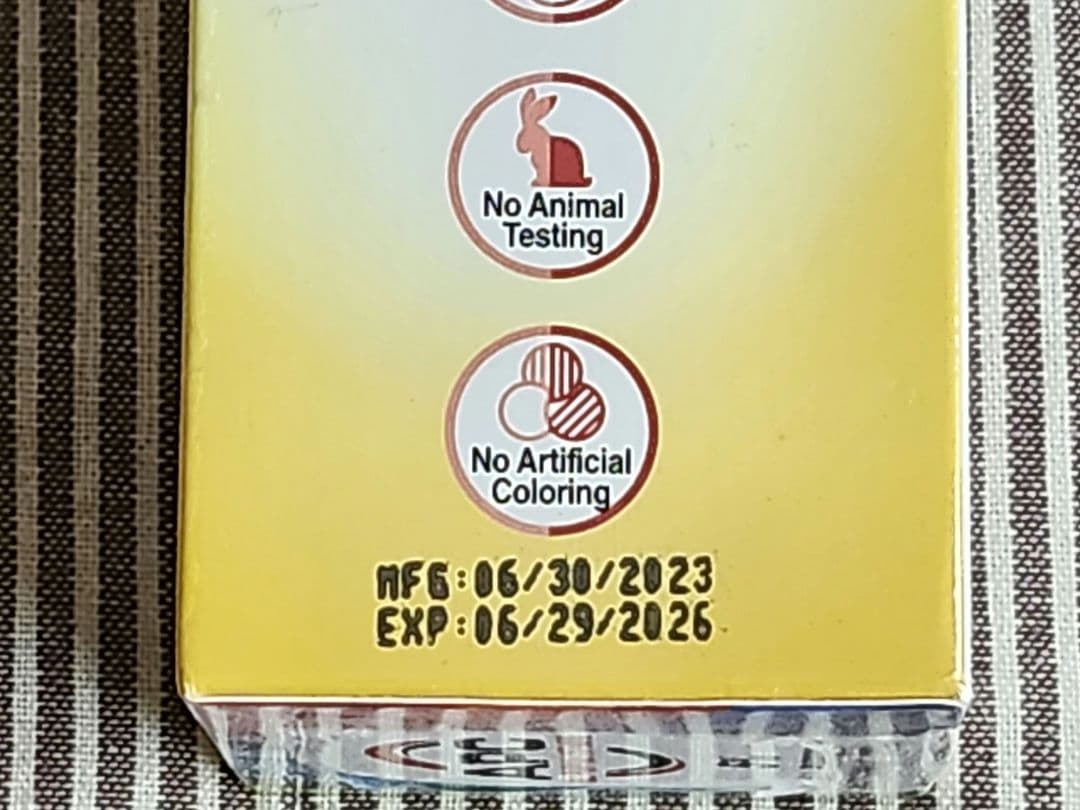 No Animal
Testing
No Artificial
Coloring
MFG:06/30/2023
EXP:06/29/2026